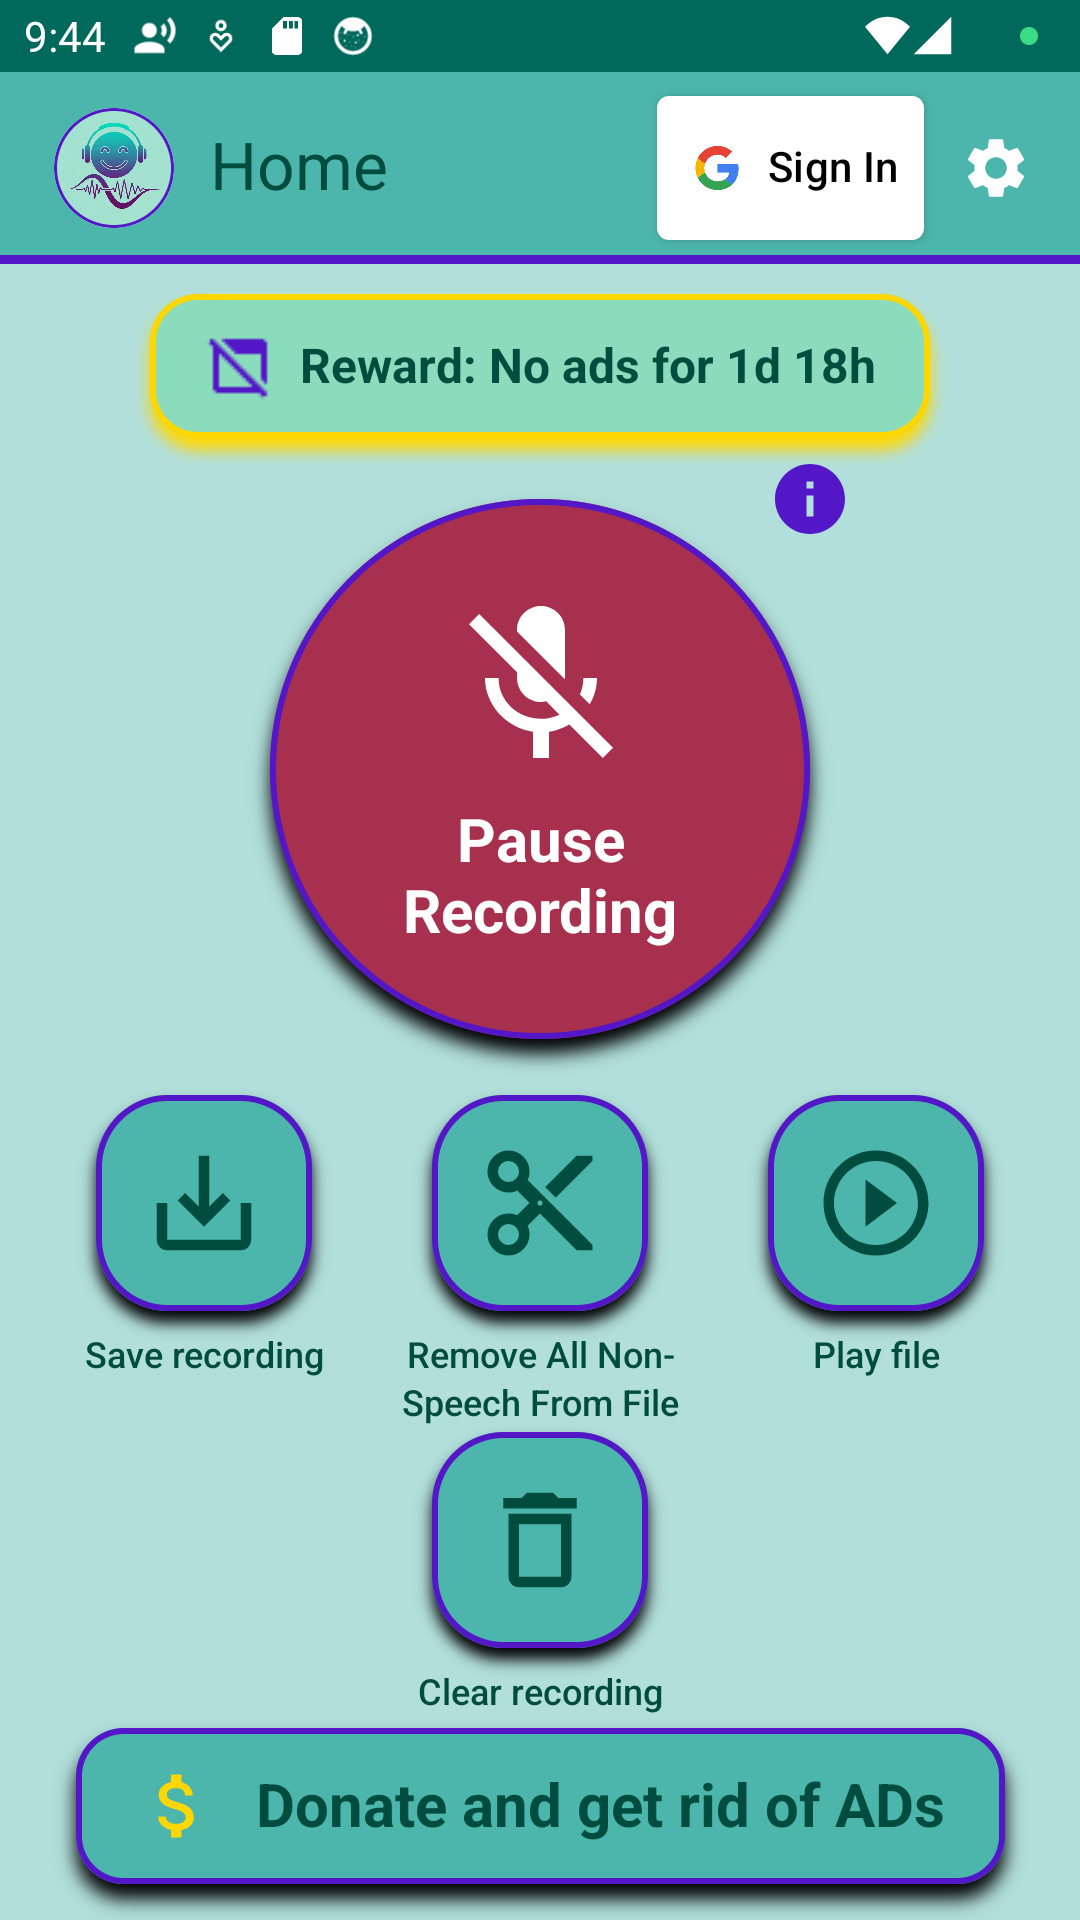 9:44
Home
Sign In
Reward: No ads for 1d 18h
Pause
Recording
Save recording
Remove All Non-
Speech From File
Play file
Clear recording
Donate and get rid of ADs